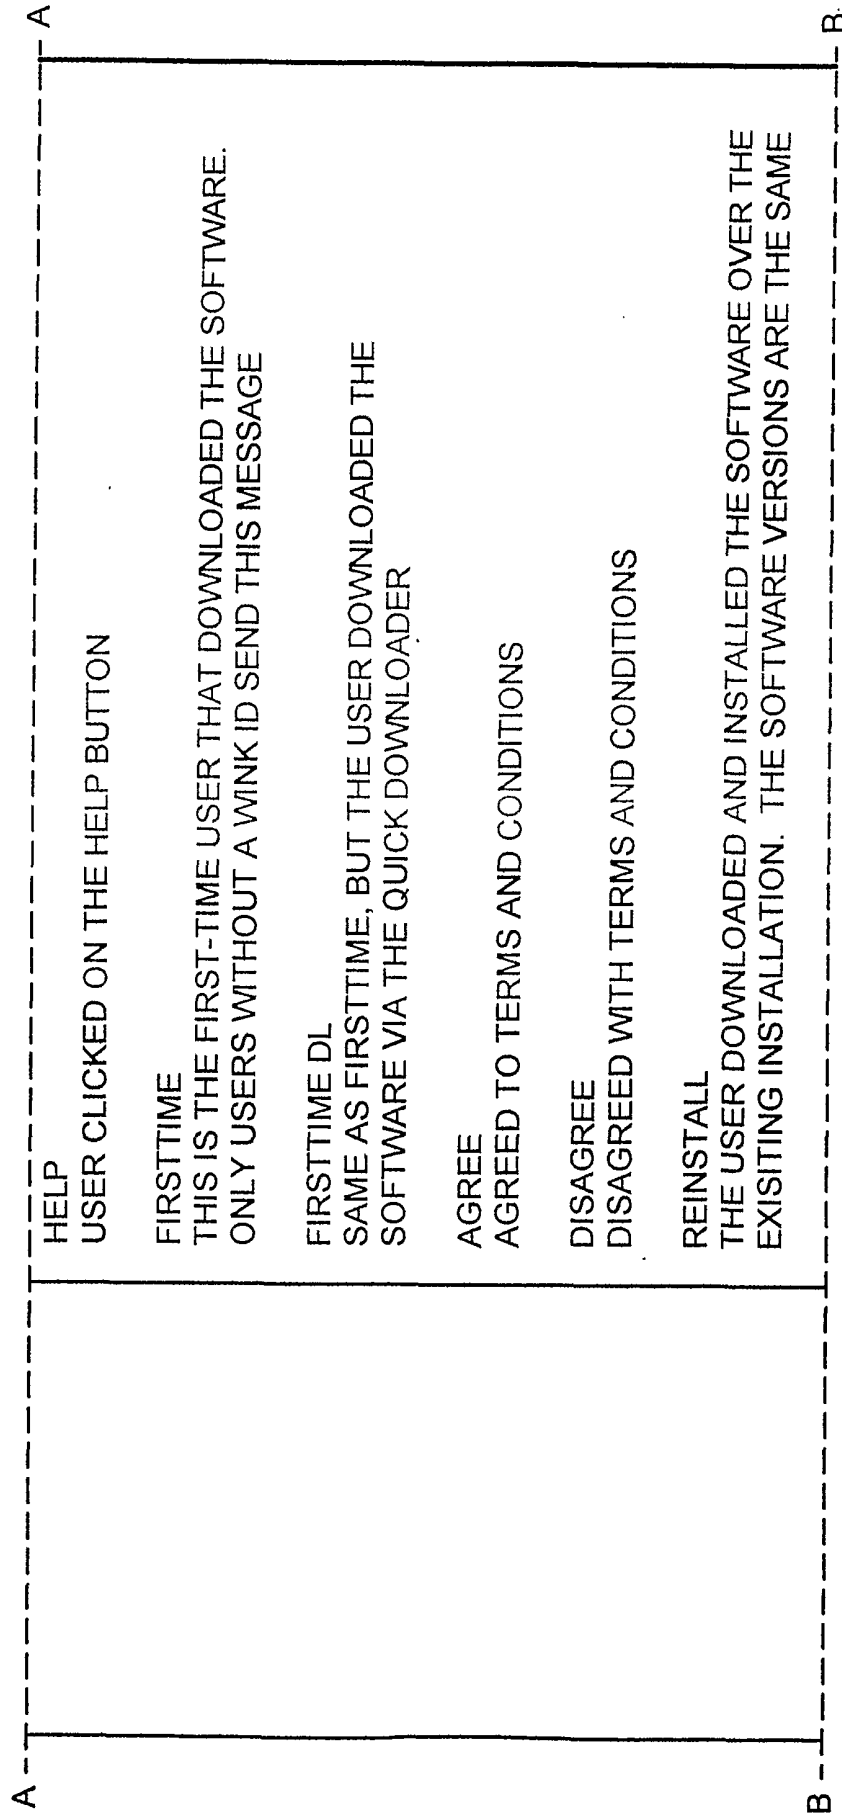 A A
HELP
USER CLICKED ON THE HELP BUTTON
FIRSTTIME
THIS IS THE FIRST-TIME USER THAT DOWNLOADED THE SOFTWARE.
ONLY USERS WITHOUT A WINK ID SEND THIS MESSAGE
FIRSTTIME DL
SAME AS FIRSTTIME, BUT THE USER DOWNLOADED THE
SOFTWARE VIA THE QUICK DOWNLOADER
AGREE
AGREED TO TERMS AND CONDITIONS
DISAGREE
DISAGREED WITH TERMS AND CONDITIONS
REINSTALL
THE USER DOWNLOADED AND INSTALLED THE SOFTWARE OVER THE
EXISITING INSTALLATION. THE SOFTWARE VERSIONS ARE THE SAME
B B